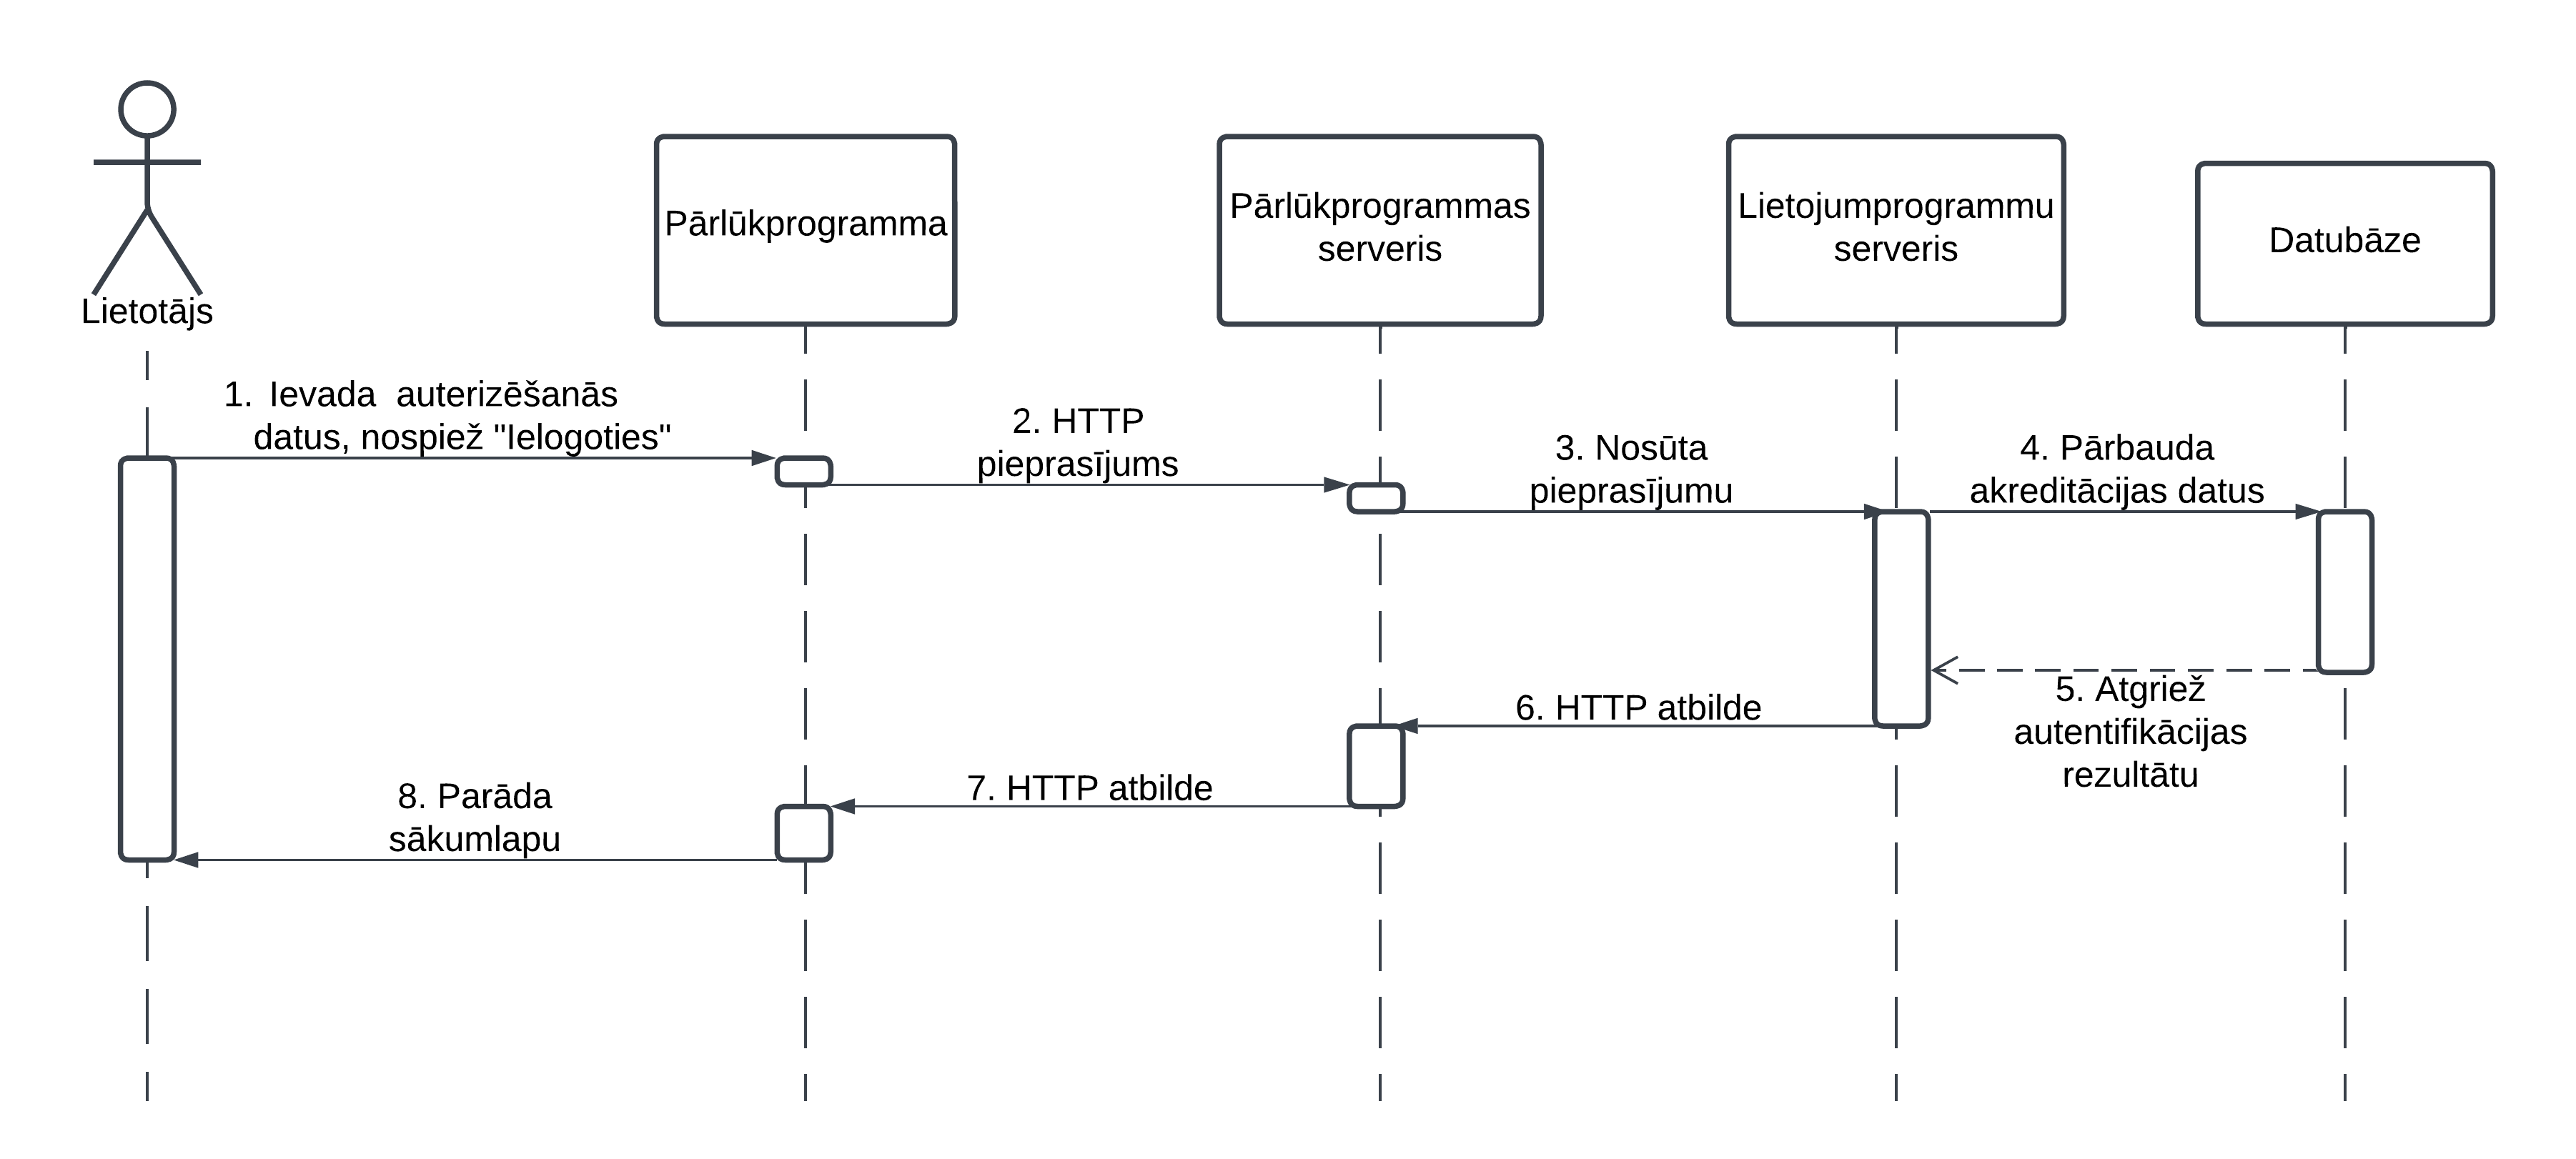 Lietotājs
Pārlūkprogramma
Pārlūkprogrammas
serveris
Lietojumprogrammu
serveris
Datubāze
1. Ievada  auterizēšanās
datus, nospiež "Ielogoties"
2. HTTP
pieprasījums
3. Nosūta
pieprasījumu
4. Pārbauda
akreditācijas datus
5. Atgriež
autentifikācijas
rezultātu
6. HTTP atbilde
7. HTTP atbilde
8. Parāda
sākumlapu